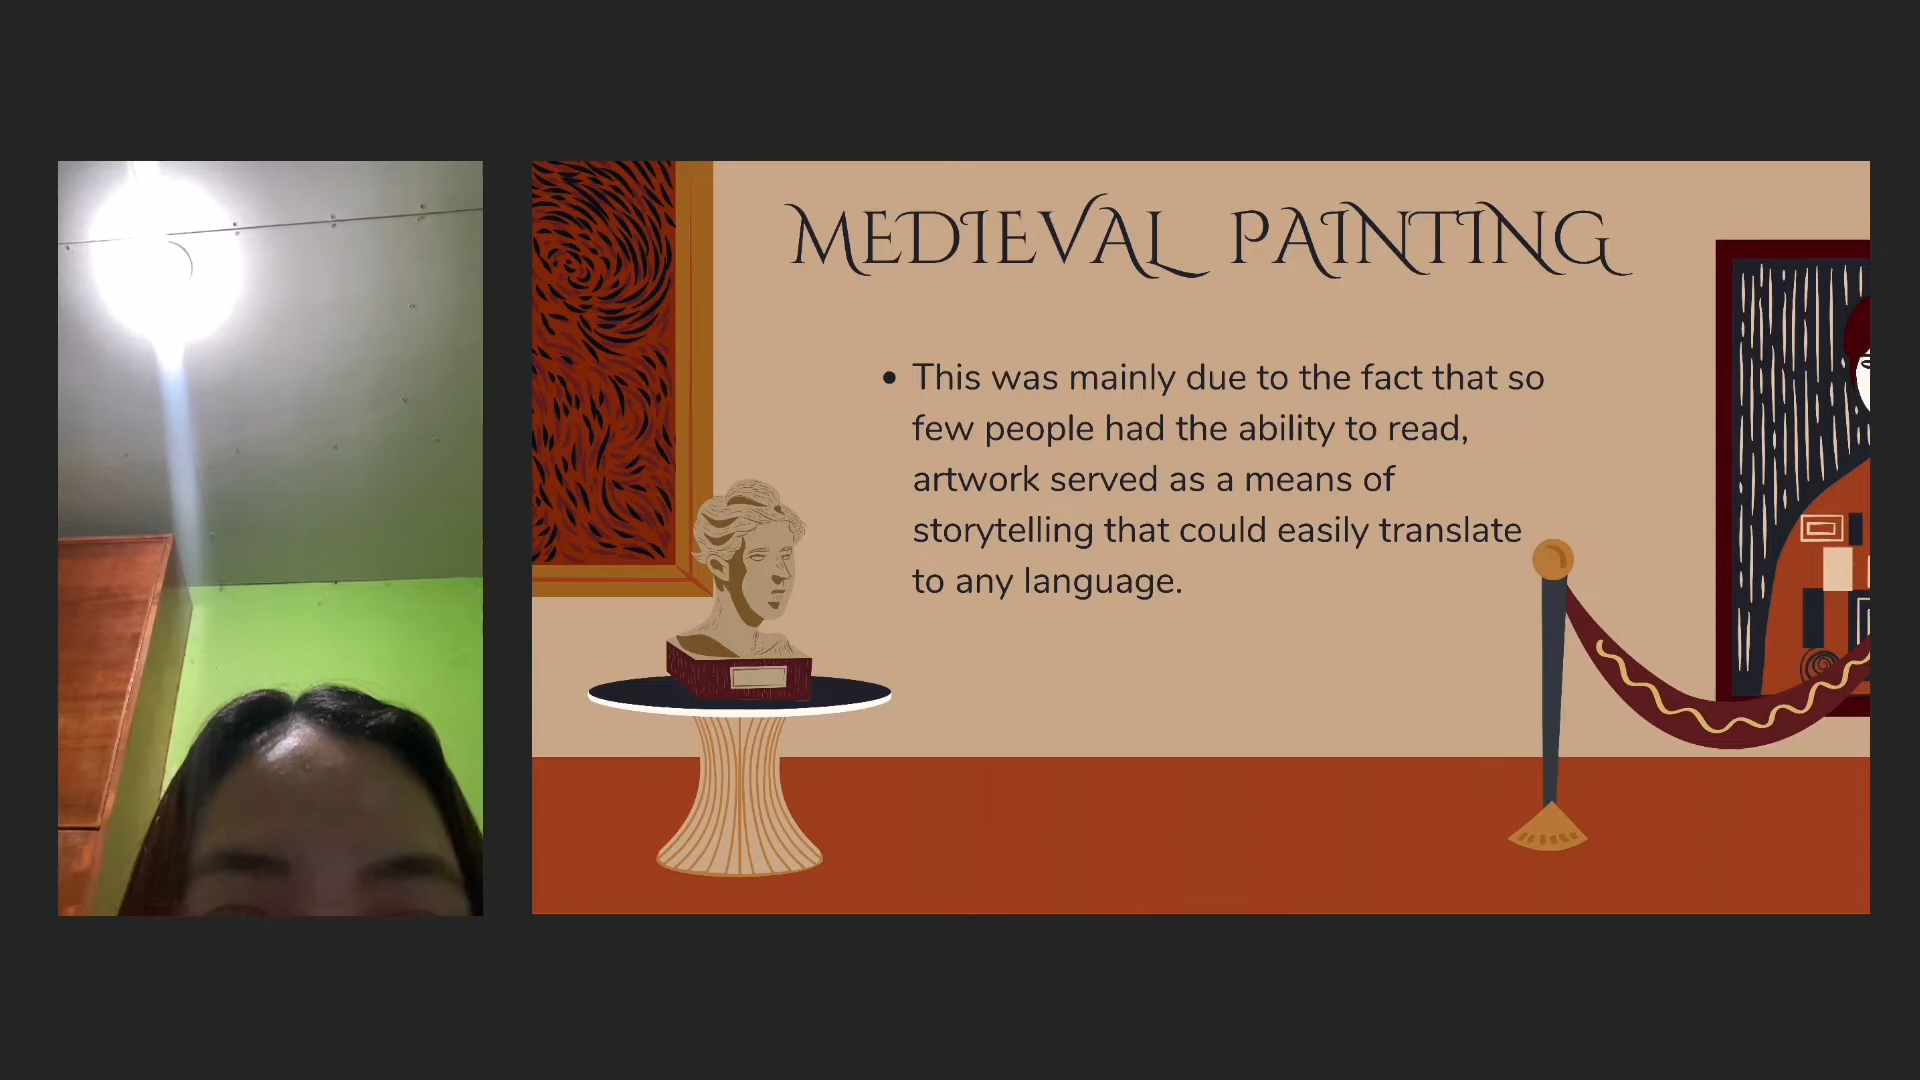 MEDIEVAL PAINTING
• This was mainly due to the fact that so
few people had the ability to read,
artwork served as a means of
storytelling that could easily translate
to any language.